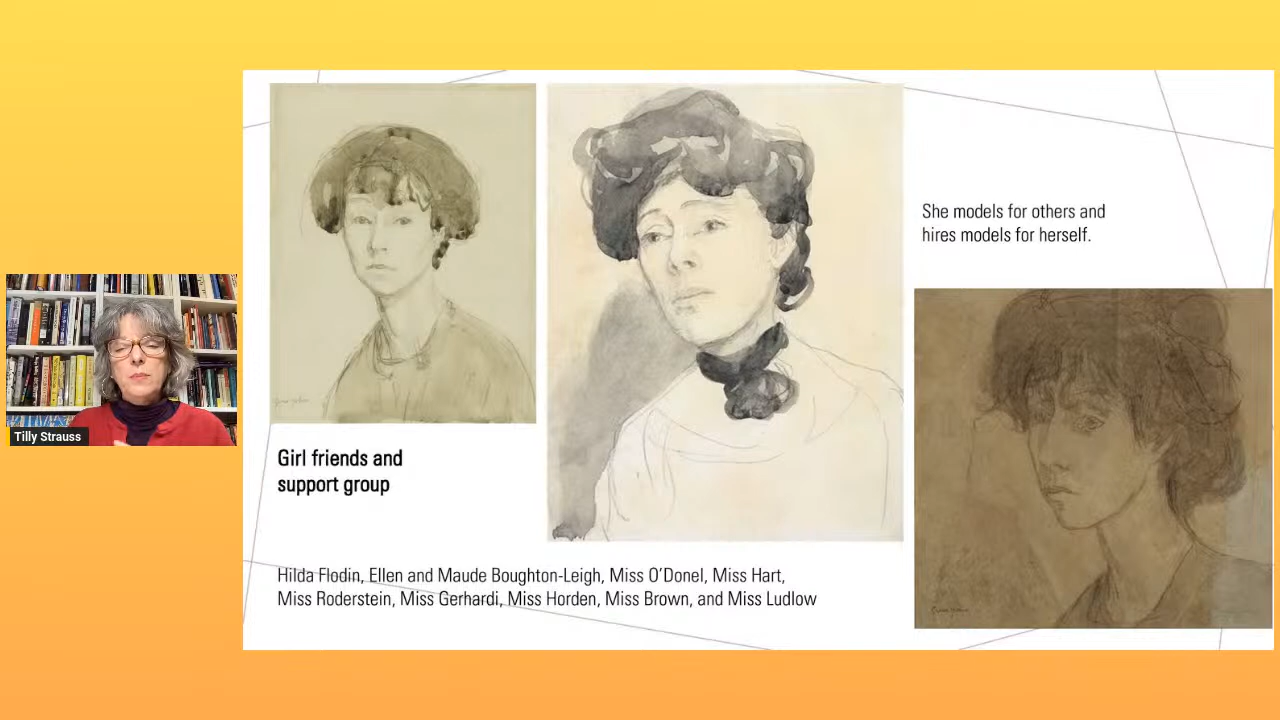 She models for others and
hires models for herself.
Tilly Strauss
Girl friends and
support group
Hilda Flodin, Ellen and Maude Boughton-Leigh, Miss O’Donel, Miss Hart,
Miss Roderstein, Miss Gerhardi, Miss Horden, Miss Brown, and Miss Ludlow